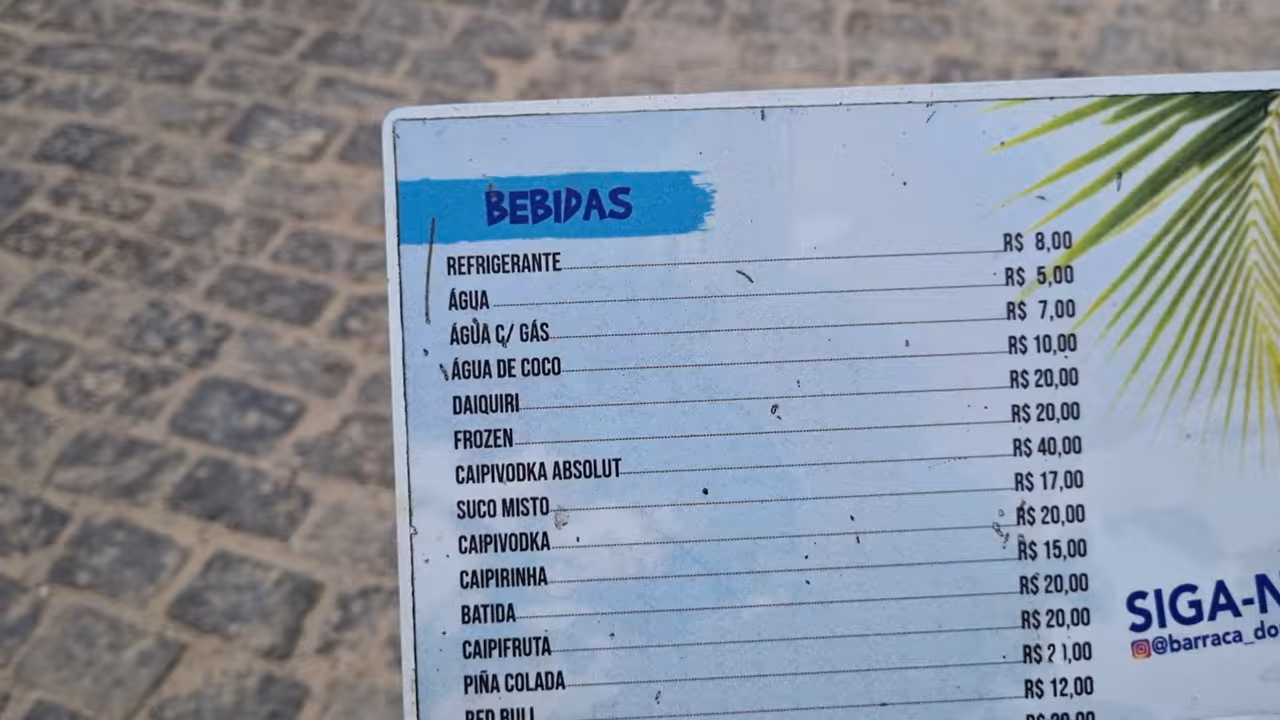 BEBIDAS
REFRIGERANTE R$ 8,00
ÁGUA R$ 5,00
ÁGUA C/ GÁS R$ 7,00
ÁGUA DE COCO R$ 10,00
DAIQUIRI R$ 20,00
FROZEN R$ 20,00
CAIPIVODKA ABSOLUT R$ 40,00
SUCO MISTO R$ 17,00
CAIPIVODKA R$ 20,00
CAIPIRINHA R$ 15,00
BATIDA R$ 20,00
CAIPIFRUTA R$ 20,00
PIÑA COLADA R$
RED BULL R$ 12,00
SIGA-N
@barraca_do